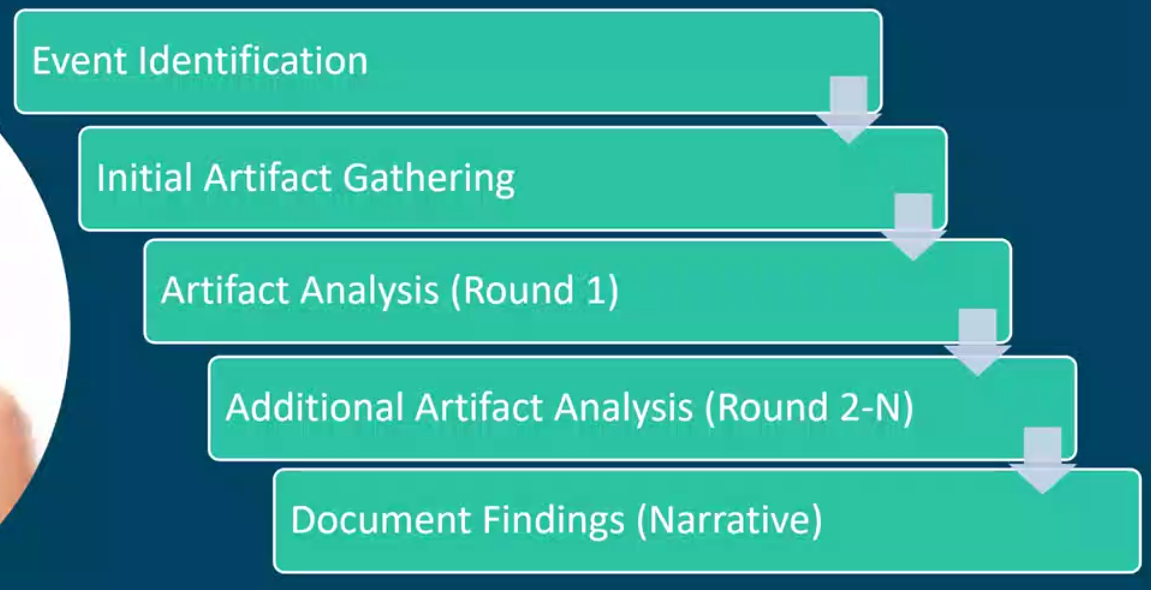 Event Identification
Initial Artifact Gathering
Artifact Analysis (Round 1)
Additional Artifact Analysis (Round 2-N)
Document Findings (Narrative)